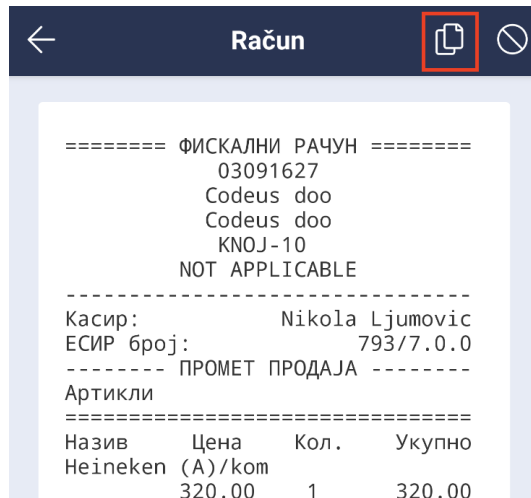 Račun
======== ФИСКАЛНИ РАЧУН ========
03091627
Codeus doo
Codeus doo
KNOJ-10
NOT APPLICABLE
--------------------------------
Касир: Nikola Ljumovic
ЕСИР број: 793/7.0.0
-------- ПРОМЕТ ПРОДАЈА --------
Артикли
================================
Назив Цена Кол. Укупно
Heineken (A)/kom
320.00 1 320.00